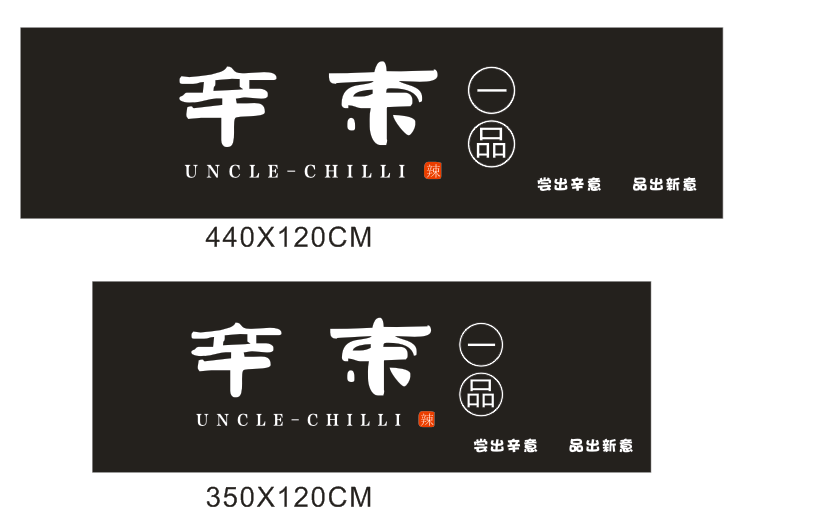 辛束 一品
UNCLE-CHILLI 辣
尝出辛意 品出新意
440X120CM
辛束 一品
UNCLE-CHILLI 辣
尝出辛意 品出新意
350X120CM